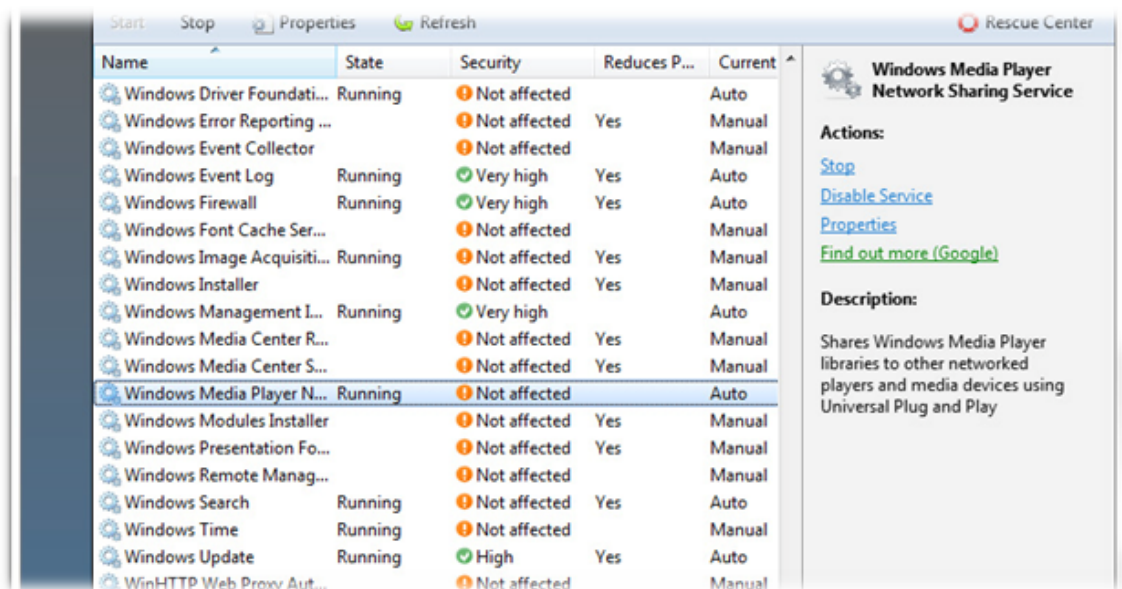 Start Stop Properties Refresh Rescue Center
Name State Security Reduces P... Current
Windows Driver Foundati... Running Not affected Auto
Windows Error Reporting ... Not affected Yes Manual
Windows Event Collector Not affected Manual
Windows Event Log Running Very high Yes Auto
Windows Firewall Running Very high Yes Auto
Windows Font Cache Ser... Not affected Manual
Windows Image Acquisiti... Running Not affected Yes Manual
Windows Installer Not affected Yes Manual
Windows Management I... Running Very high Auto
Windows Media Center R... Not affected Yes Manual
Windows Media Center S... Not affected Yes Manual
Windows Media Player N... Running Not affected Auto
Windows Modules Installer Not affected Yes Manual
Windows Presentation Fo... Not affected Yes Manual
Windows Remote Manag... Not affected Manual
Windows Search Running Not affected Yes Auto
Windows Time Running Not affected Manual
Windows Update Running High Yes Auto
WinHTTP Web Proxy Aut... Not affected Manual
Windows Media Player
Network Sharing Service
Actions:
Stop
Disable Service
Properties
Find out more (Google)
Description:
Shares Windows Media Player
libraries to other networked
players and media devices using
Universal Plug and Play